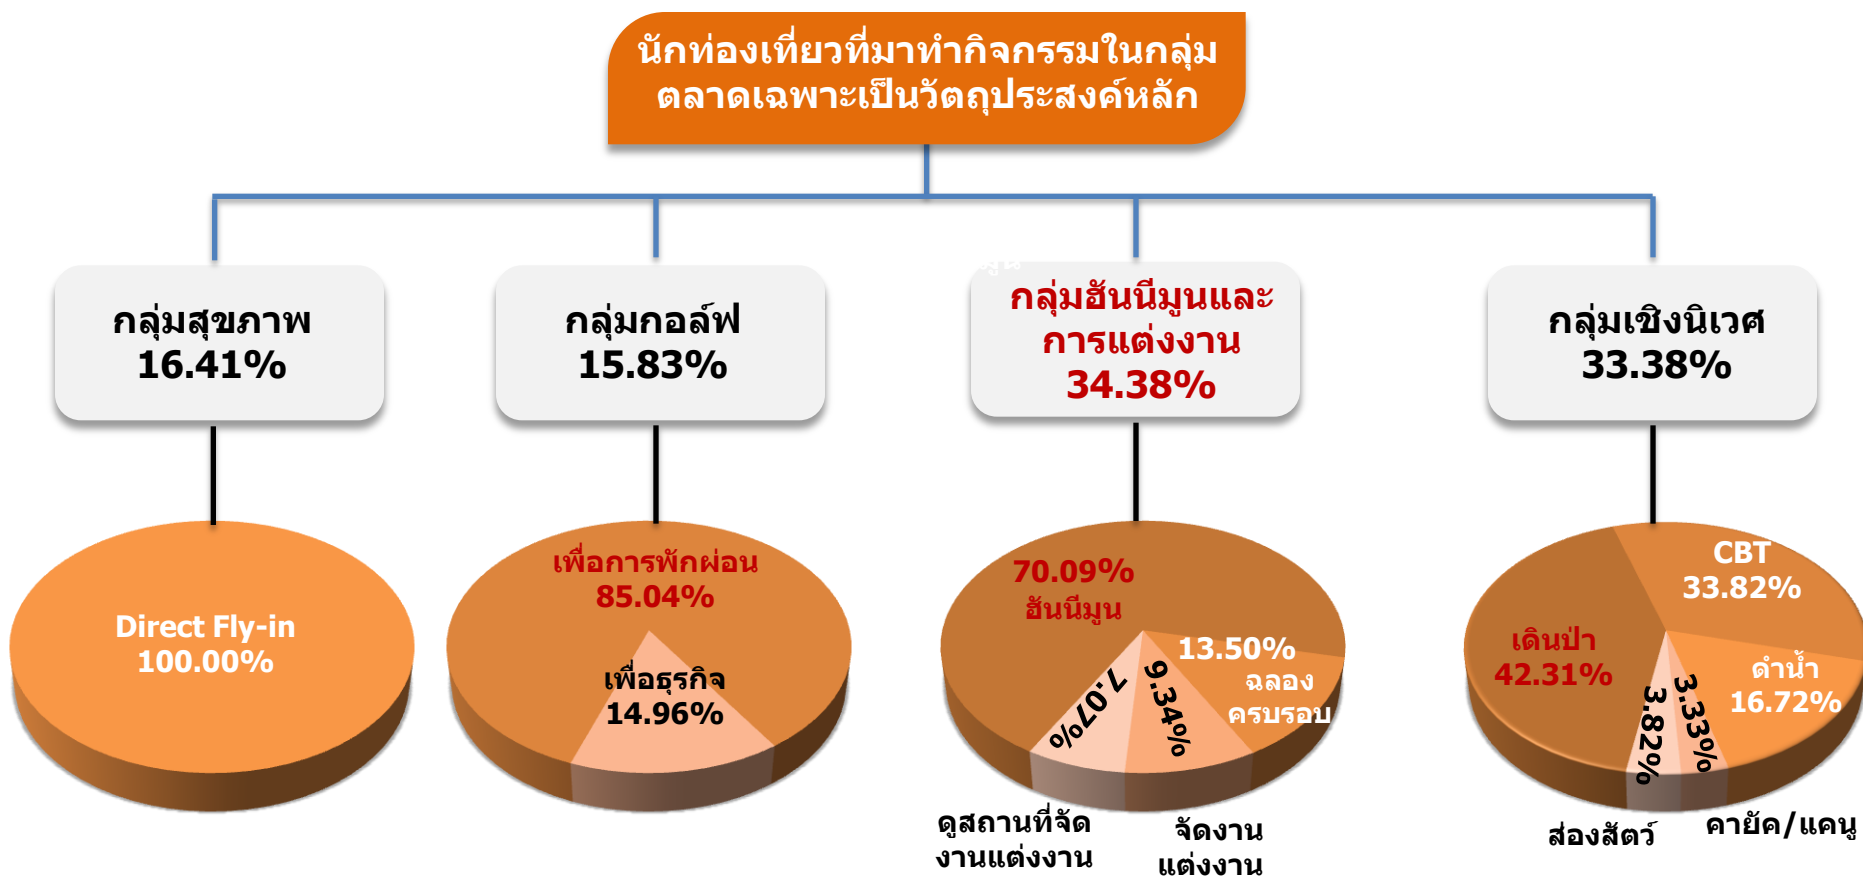 นักท่องเที่ยวที่มาทำกิจกรรมในกลุ่ม
ตลาดเฉพาะเป็นวัตถุประสงค์หลัก
กลุ่มสุขภาพ
16.41%
กลุ่มกอล์ฟ
15.83%
กลุ่มฮันนีมูนและ
การแต่งงาน
34.38%
กลุ่มเชิงนิเวศ
33.38%
Direct Fly-in
100.00%
เพื่อการพักผ่อน
85.04%
เพื่อธุรกิจ
14.96%
70.09%
ฮันนีมูน
13.50%
ฉลอง
ครบรอบ
9.34%
7.07%
ดูสถานที่จัด
งานแต่งงาน
จัดงาน
แต่งงาน
CBT
33.82%
เดินป่า
42.31%
ดำน้ำ
16.72%
3.33%
3.82%
ส่องสัตว์
คายัค/แคนู